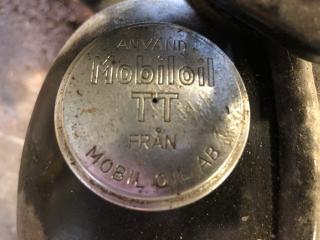 ANVÄND
Mobiloil
TT
FRÅN
MOBIL OIL AB